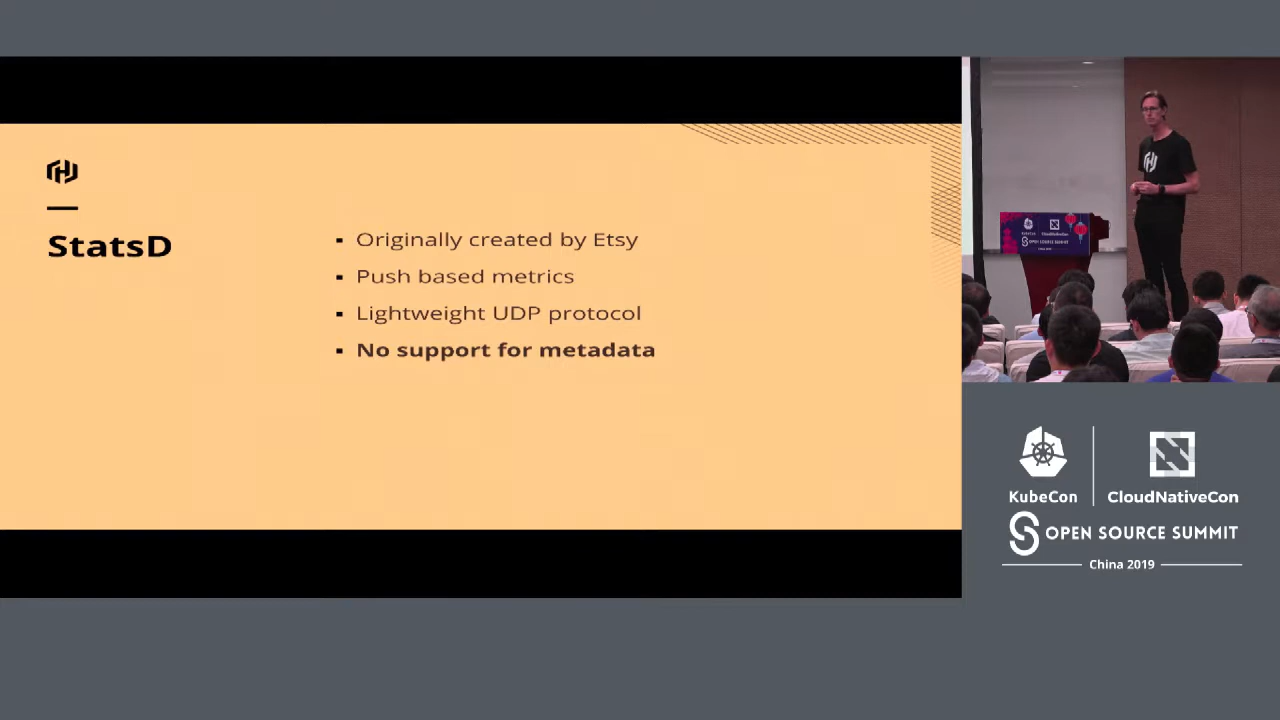 StatsD
Originally created by Etsy
Push based metrics
Lightweight UDP protocol
No support for metadata
KubeCon
CloudNativeCon
OPEN SOURCE SUMMIT
China 2019